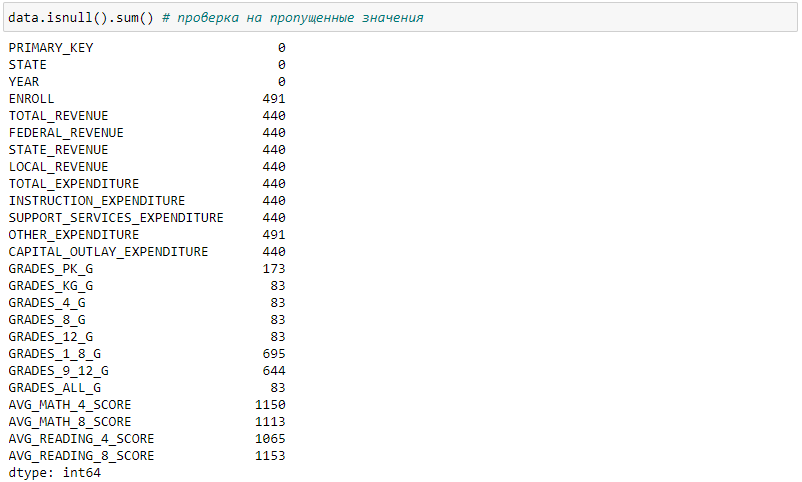 data.isnull().sum() # проверка на пропущенные значения
PRIMARY_KEY 0
STATE 0
YEAR 0
ENROLL 491
TOTAL_REVENUE 440
FEDERAL_REVENUE 440
STATE_REVENUE 440
LOCAL_REVENUE 440
TOTAL_EXPENDITURE 440
INSTRUCTION_EXPENDITURE 440
SUPPORT_SERVICES_EXPENDITURE 440
OTHER_EXPENDITURE 491
CAPITAL_OUTLAY_EXPENDITURE 440
GRADES_PK_G 173
GRADES_KG_G 83
GRADES_4_G 83
GRADES_8_G 83
GRADES_12_G 83
GRADES_1_8_G 695
GRADES_9_12_G 644
GRADES_ALL_G 83
AVG_MATH_4_SCORE 1150
AVG_MATH_8_SCORE 1113
AVG_READING_4_SCORE 1065
AVG_READING_8_SCORE 1153
dtype: int64